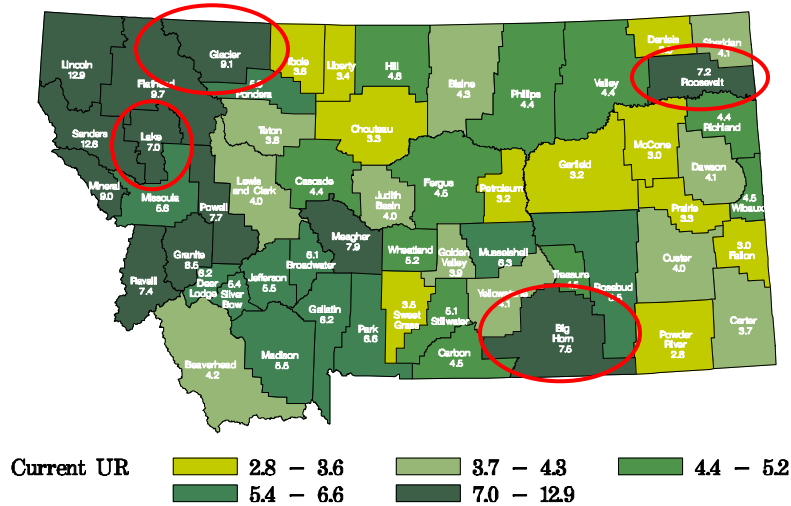 Lincoln
12.9
Flathead
9.7
Glacier
9.1
Liberty
3.4
Hill
4.6
Blaine
4.3
Phillips
4.4
Valley
4.4
Daniels
Sheridan
4.1
7.2
Roosevelt
Pondera
Teton
3.8
Chouteau
3.3
Sanders
12.6
Lake
7.0
Mineral
9.0
Missoula
5.6
Powell
7.7
Lewis
and Clark
4.0
Cascade
4.4
Judith
Basin
4.0
Fergus
4.5
Petroleum
3.2
Garfield
3.2
McCone
3.0
4.4
Richland
Dawson
4.1
Prairie
3.3
4.5
Wibaux
Ravalli
7.4
Granite
8.5
6.2
Deer
Lodge
5.4
Silver
Bow
Jefferson
5.5
6.1
Broadwater
Meagher
7.9
Wheatland
5.2
Golden
Valley
3.9
Musselshell
6.3
Treasure
Rosebud
Custer
4.0
3.0
Fallon
Beaverhead
4.2
Madison
5.5
Gallatin
6.2
Park
6.6
3.5
Sweet
Grass
5.1
Stillwater
Carbon
4.5
Yellowstone
4.1
Big
Horn
7.5
Powder
River
2.8
Carter
3.7
Current UR
2.8 - 3.6
3.7 - 4.3
4.4 - 5.2
5.4 - 6.6
7.0 - 12.9